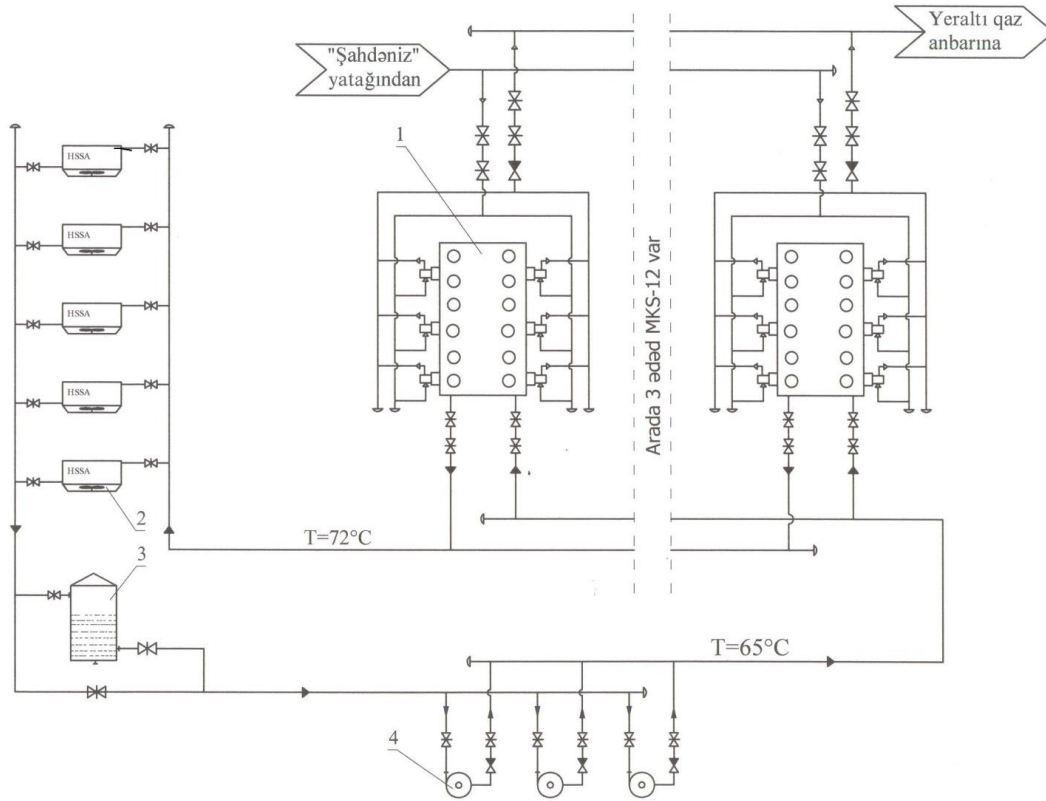 Yeraltı qaz
anbarına
"Şahdəniz"
yatağından
1
HSSA
HSSA
HSSA
HSSA
HSSA
2
Arada 3 ədəd MKS-12 var
T=72°C
3
T=65°C
4